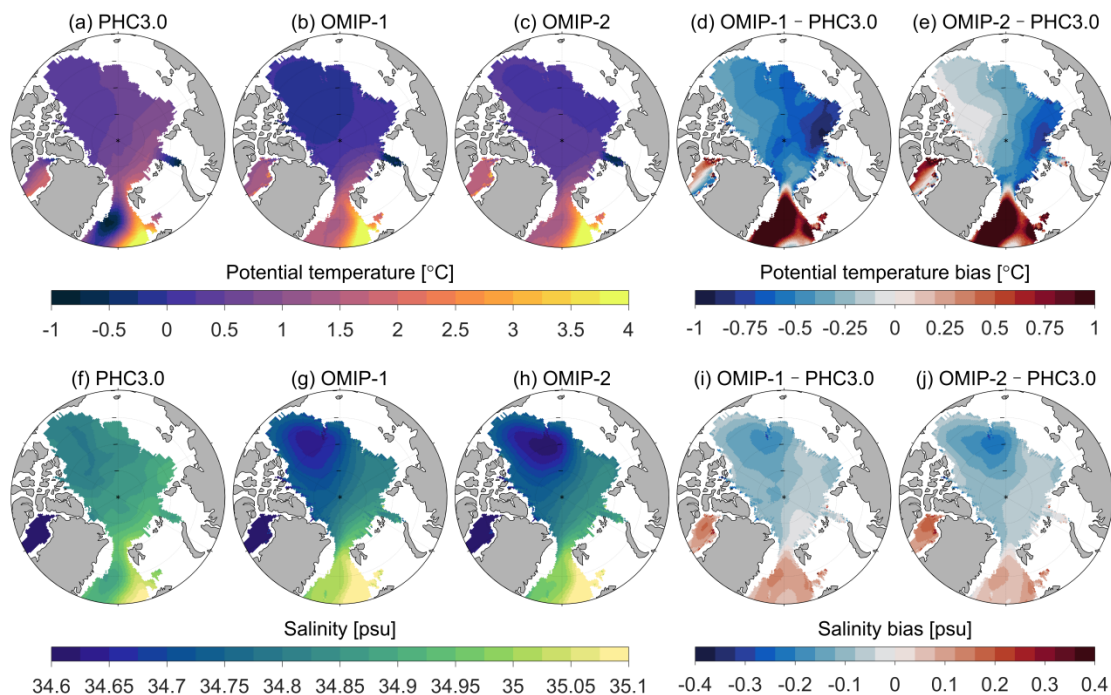 (a) PHC3.0 (b) OMIP-1 (c) OMIP-2 (d) OMIP-1 − PHC3.0 (e) OMIP-2 − PHC3.0
Potential temperature [°C] Potential temperature bias [°C]
-1 -0.5 0 0.5 1 1.5 2 2.5 3 3.5 4 -1 -0.75 -0.5 -0.25 0 0.25 0.5 0.75 1
(f) PHC3.0 (g) OMIP-1 (h) OMIP-2 (i) OMIP-1 − PHC3.0 (j) OMIP-2 − PHC3.0
Salinity [psu] Salinity bias [psu]
34.6 34.65 34.7 34.75 34.8 34.85 34.9 34.95 35 35.05 35.1 -0.4 -0.3 -0.2 -0.1 0 0.1 0.2 0.3 0.4